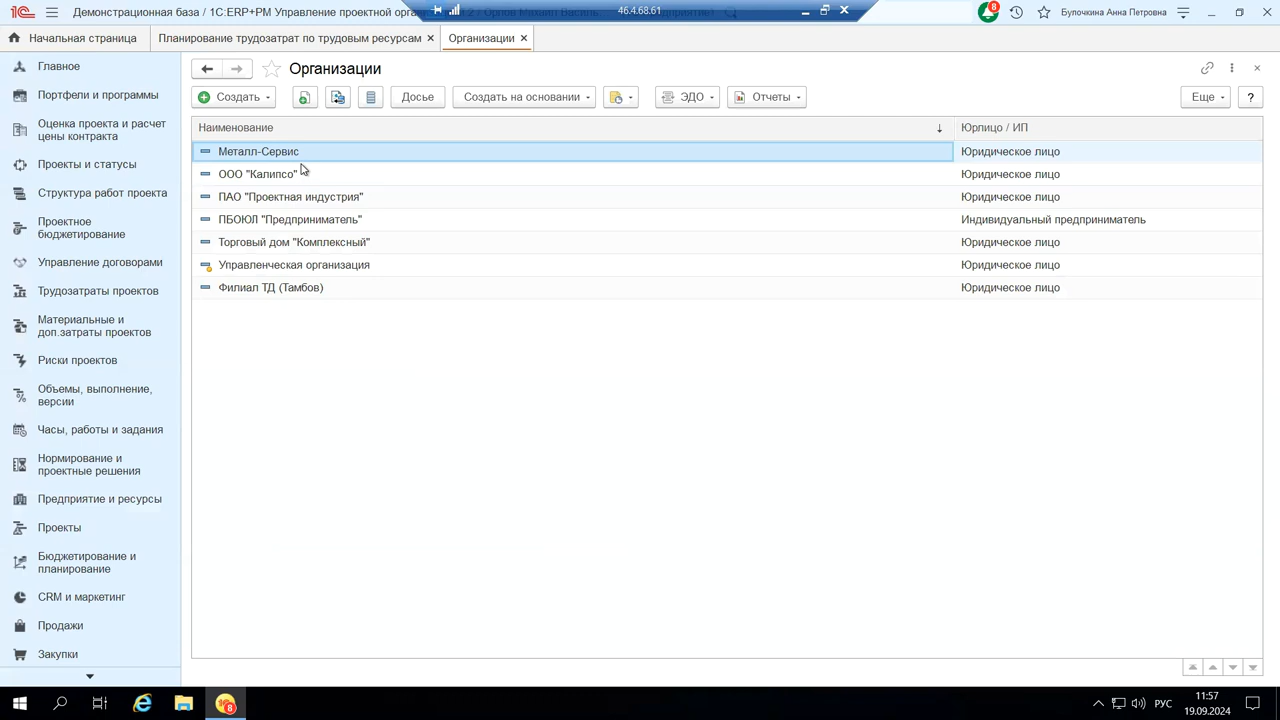 Демонстрационная база / 1С:ERP+PM Управление проектной орган
46.4.68.61
8
Булочкина Анна Петровна
Начальная страница
Планирование трудозатрат по трудовым ресурсам
Организации
Главное
Портфели и программы
Оценка проекта и расчет
цены контракта
Проекты и статусы
Структура работ проекта
Проектное
бюджетирование
Управление договорами
Трудозатраты проектов
Материальные и
доп.затраты проектов
Риски проектов
Объемы, выполнение,
версии
Часы, работы и задания
Нормирование и
проектные решения
Предприятие и ресурсы
Проекты
Бюджетирование и
планирование
CRM и маркетинг
Продажи
Закупки
Организации
Создать
Досье
Создать на основании
ЭДО
Отчеты
Еще
?
Наименование
Юрлицо / ИП
Металл-Сервис
Юридическое лицо
ООО "Калипсо"
Юридическое лицо
ПАО "Проектная индустрия"
Юридическое лицо
ПБОЮЛ "Предприниматель"
Индивидуальный предприниматель
Торговый дом "Комплексный"
Юридическое лицо
Управленческая организация
Юридическое лицо
Филиал ТД (Тамбов)
Юридическое лицо
8
РУС
11:57
19.09.2024